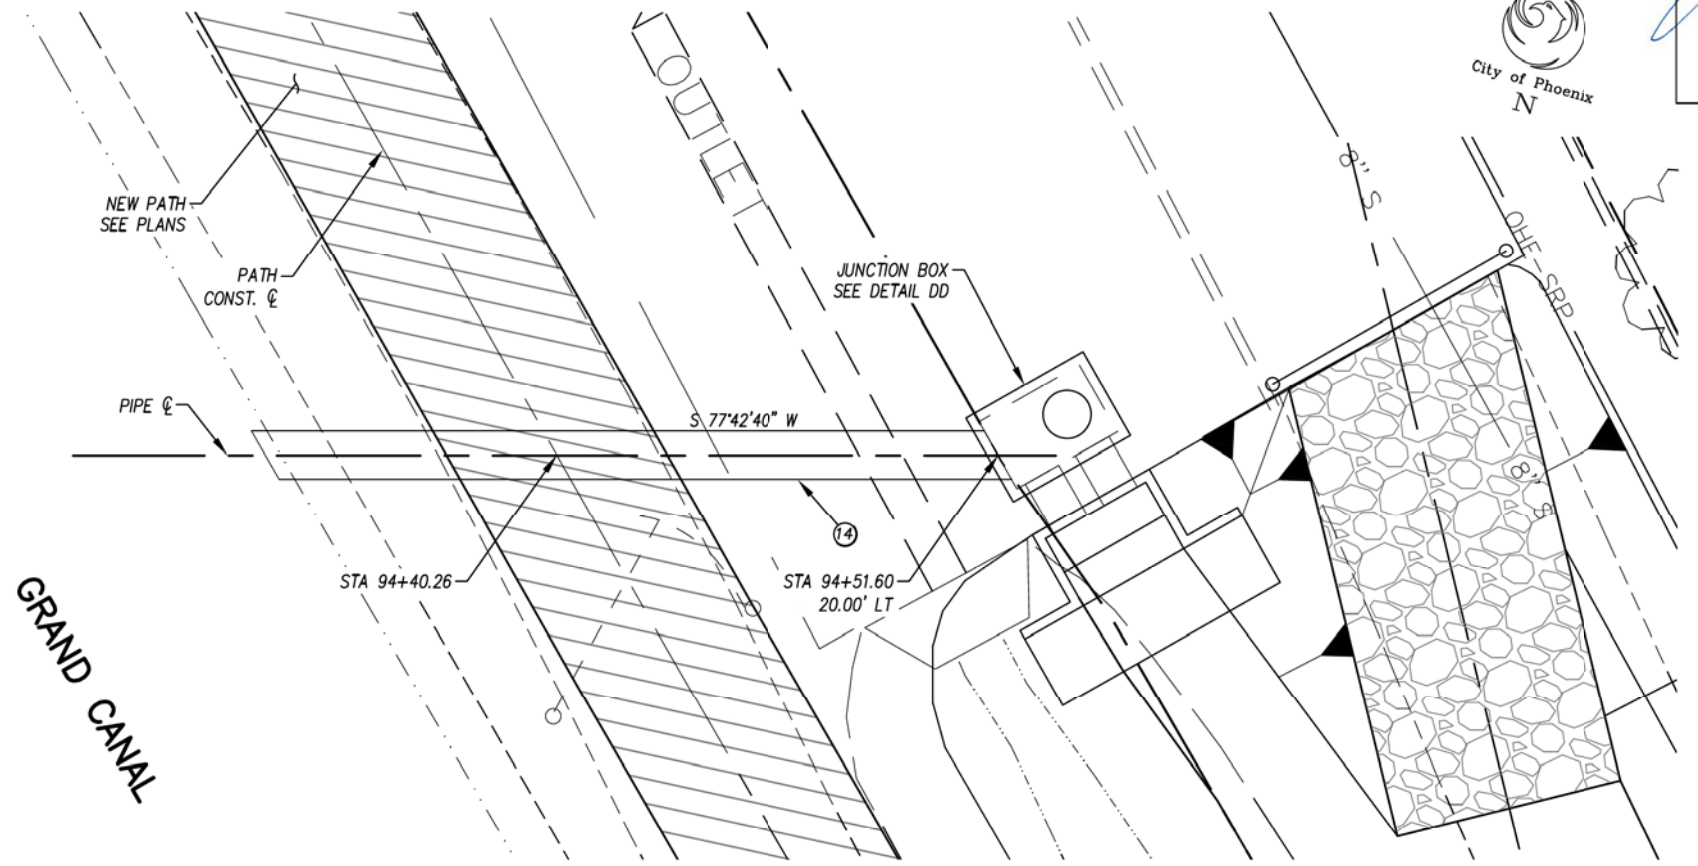 City of Phoenix
N
OUTLET
8" S
OHE SRP
NEW PATH
SEE PLANS
PATH
CONST. ℄
JUNCTION BOX
SEE DETAIL DD
PIPE ℄
S 77°42'40" W
8" S
14
STA 94+40.26
STA 94+51.60
20.00' LT
GRAND CANAL